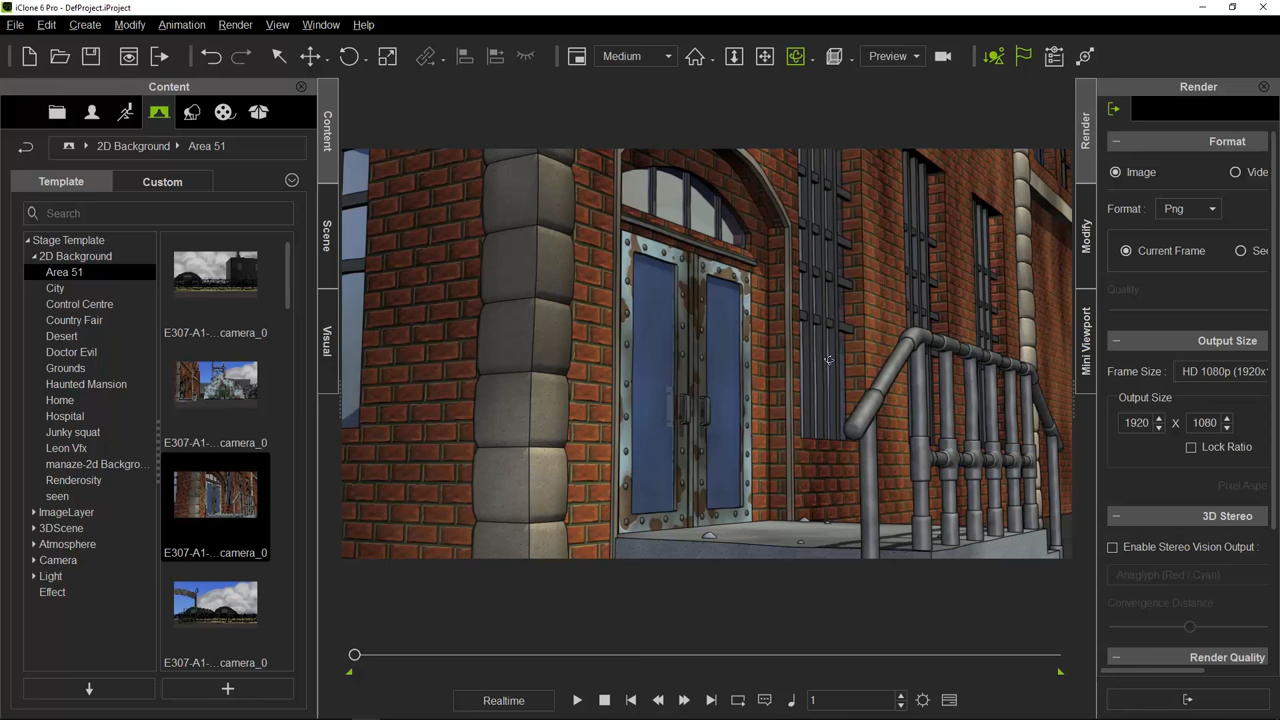 iClone 6 Pro - DefProject.iProject
File Edit Create Modify Animation Render View Window Help
Medium
Preview
Content
Render
2D Background Area 51
Template Custom
Search
Stage Template
2D Background
Area 51
City
Control Centre
Country Fair
Desert
Doctor Evil
Grounds
Haunted Mansion
Home
Hospital
Junky squat
Leon Vfx
manaze-2d Backgro...
Renderosity
seen
ImageLayer
3DScene
Atmosphere
Camera
Light
Effect
E307-A1-...camera_0
E307-A1-...camera_0
E307-A1-...camera_0
E307-A1-...camera_0
Content
Scene
Visual
Render
Modify
Mini Viewport
Format
Image Vide
Format : Png
Current Frame Sec
Quality
Output Size
Frame Size : HD 1080p (1920x
Output Size
1920 X 1080
Lock Ratio
Pixel Aspe
3D Stereo
Enable Stereo Vision Output :
Anaglyph (Red / Cyan)
Convergence Distance
Render Quality
Realtime
1